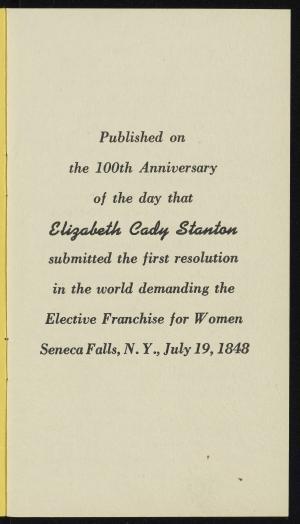 Published on
the 100th Anniversary
of the day that
Elizabeth Cady Stanton
submitted the first resolution
in the world demanding the
Elective Franchise for Women
Seneca Falls, N. Y., July 19, 1848